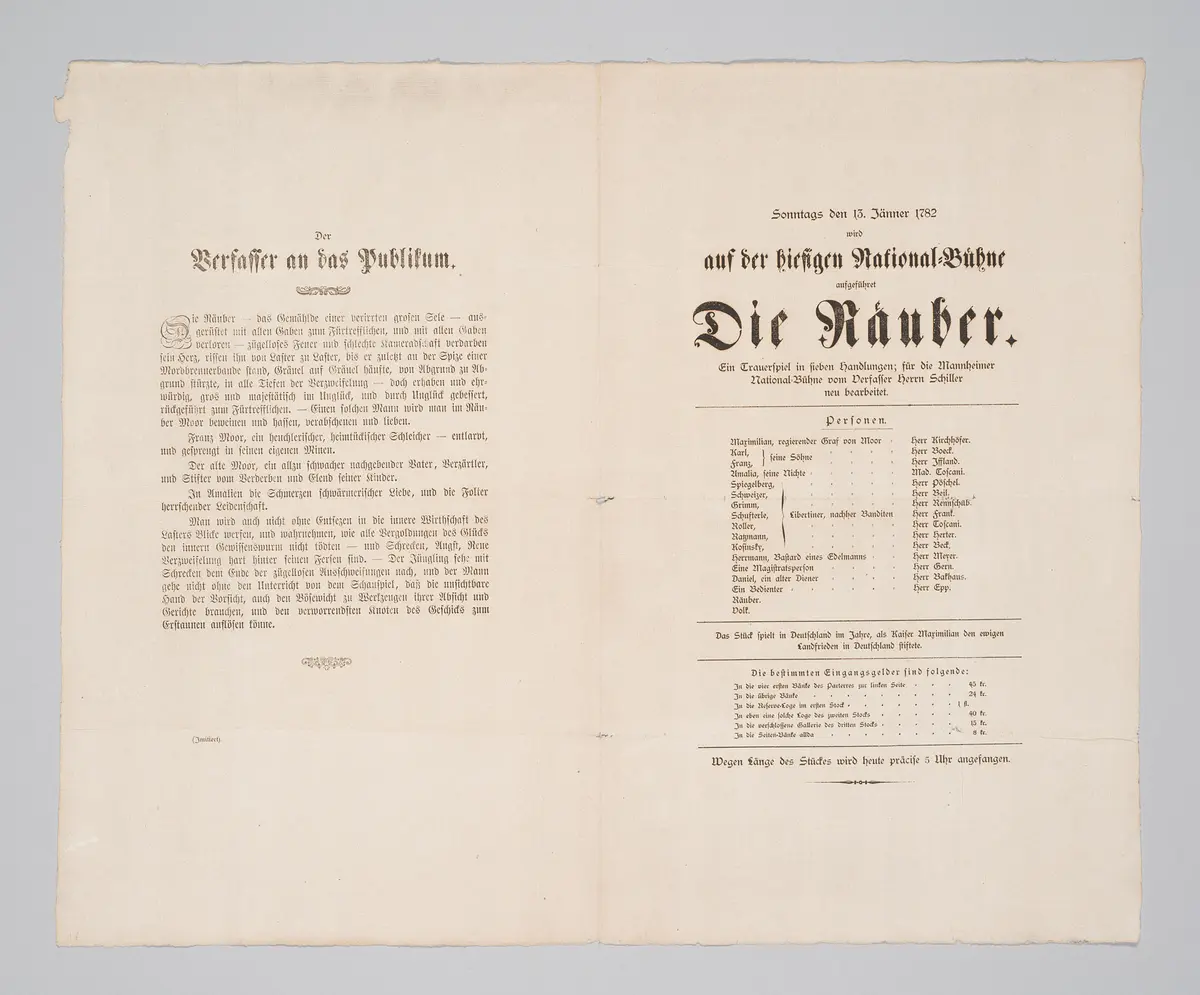 Der
Verfasser an das Publikum.
Die Räuber — das Gemählde einer verirrten grosen Sele — aus-
gerüstet mit allen Gaben zum Fürtrefflichen, und mit allen Gaben
verloren — zügelloses Feuer und schlechte Kameradschaft verdarben
sein Herz, rissen ihn von Laster zu Laster, bis er zuletzt an der Spize einer
Mordbrennerbande stand, Gräuel auf Gräuel häufte, von Abgrund zu Ab-
grund stürzte, in alle Tiefen der Verzweifelung — doch erhaben und ehr-
würdig, gros und majestätisch im Unglück, und durch Unglück gebessert,
rückgeführt zum Fürtrefflichen. — Einen solchen Mann wird man im Räu-
ber Moor beweinen und hassen, verabscheuen und lieben.
Franz Moor, ein heuchlerischer, heimtückischer Schleicher — entlarvt,
und gesprengt in seinen eigenen Minen.
Der alte Moor, ein allzu schwacher nachgebender Vater, Verzärtler,
und Stifter vom Verderben und Elend seiner Kinder.
In Amalien die Schmerzen schwärmerischer Liebe, und die Folter
herrschender Leidenschaft.
Man wird auch nicht ohne Entsezen in die innere Wirthschaft des
Lasters Blicke werfen, und wahrnehmen, wie alle Vergoldungen des Glücks
den innern Gewissenswurm nicht tödten — und Schrecken, Angst, Reue
Verzweifelung hart hinter seinen Fersen sind. — Der Jüngling sehe mit
Schrecken dem Ende der zügellosen Ausschweifungen nach, und der Mann
gehe nicht ohne den Unterricht von dem Schauspiel, daß die unsichtbare
Hand der Vorsicht, auch den Bösewicht zu Werkzeugen ihrer Absicht und
Gerichte brauchen, und den verworrendsten Knoten des Geschicks zum
Erstaunen auflösen könne.
(Imitiert)
Sonntags den 13. Jänner 1782
wird
auf der hiesigen National-Bühne
aufgeführet
Die Räuber.
Ein Trauerspiel in sieben Handlungen; für die Mannheimer
National-Bühne vom Verfasser Herrn Schiller
neu bearbeitet.
Personen.
Maximilian, regierender Graf von Moor · Herr Kirchhöfer.
Karl, } seine Söhne · · · · Herr Boeck.
Franz, } · · · · Herr Iffland.
Amalia, seine Nichte · · · · · Mad. Toscani.
Spiegelberg, · · · · · Herr Pöschel.
Schweizer, · · · · · Herr Beil.
Grimm, · · · · · Herr Rennschüb.
Schufterle, Libertiner, nachher Banditen Herr Frank.
Roller, · · · · · Herr Toscani.
Razmann, · · · · · Herr Herter.
Kosinsky, · · · · · Herr Beck,
Herrmann, Bastard eines Edelmanns · · Herr Meyer.
Eine Magistratsperson · · · · Herr Gern.
Daniel, ein alter Diener · · · · Herr Bakhaus.
Ein Bedienter · · · · · · Herr Epp.
Räuber.
Volk.
Das Stück spielt in Deutschland im Jahre, als Kaiser Maximilian den ewigen
Landfrieden in Deutschland stiftete.
Die bestimmten Eingangsgelder sind folgende:
In die vier ersten Bänke des Parterres zur linken Seite · · · 45 kr.
In die übrige Bänke · · · · · · · · 24 kr.
In die Reserve-Loge im ersten Stock · · · · · · 1 fl.
In eben eine solche Loge des zweiten Stocks · · · · · 40 kr.
In die verschlossene Gallerie des dritten Stocks · · · · · 15 kr.
In die Seiten-Bänke allda · · · · · · · 8 kr.
Wegen Länge des Stückes wird heute präcise 5 Uhr angefangen.